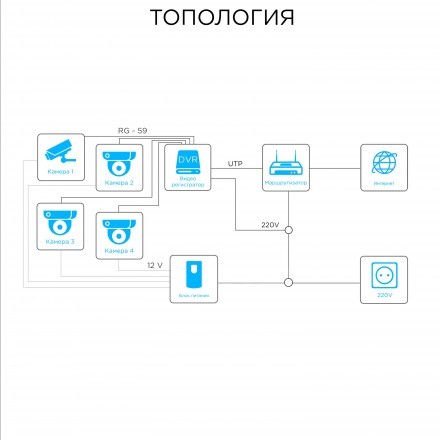 ТОПОЛОГИЯ
RG - 59
Камера 1
Камера 2
DVR
Видео
регистратор
UTP
Маршрутизатор
Интернет
Камера 3
Камера 4
220V
12 V
Блок питания
220V